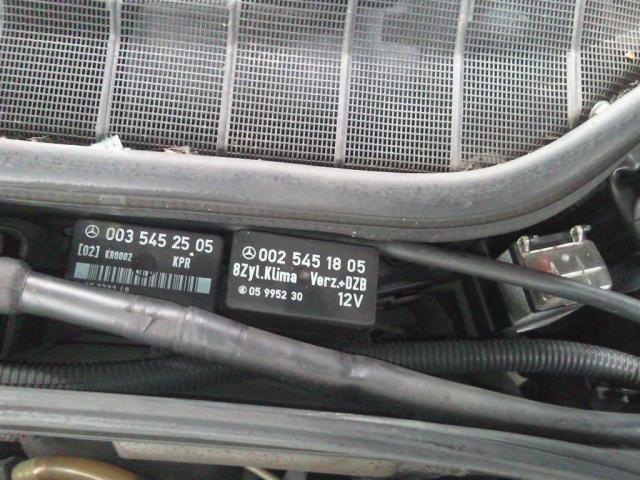 003 545 25 05
[02] KR0002
KPR
002 545 18 05
8Zyl.Klima Verz.+DZB
05 9952 30
12V